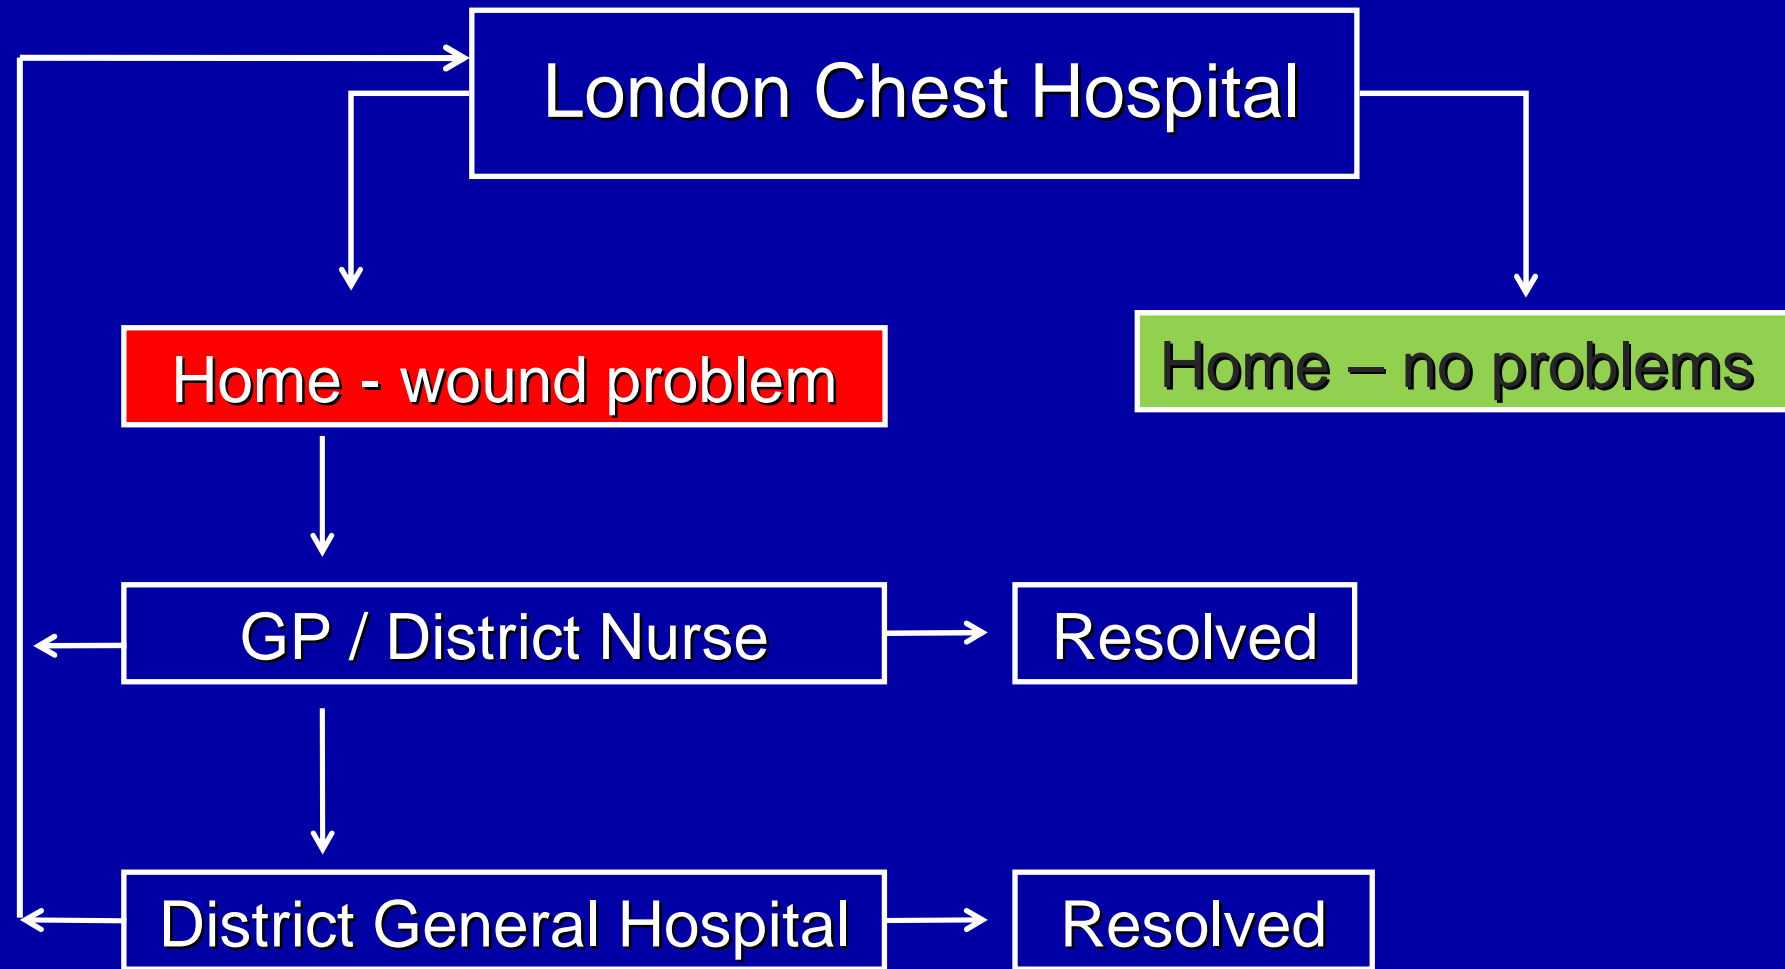 London Chest Hospital
Home - wound problem
Home – no problems
GP / District Nurse
Resolved
District General Hospital
Resolved